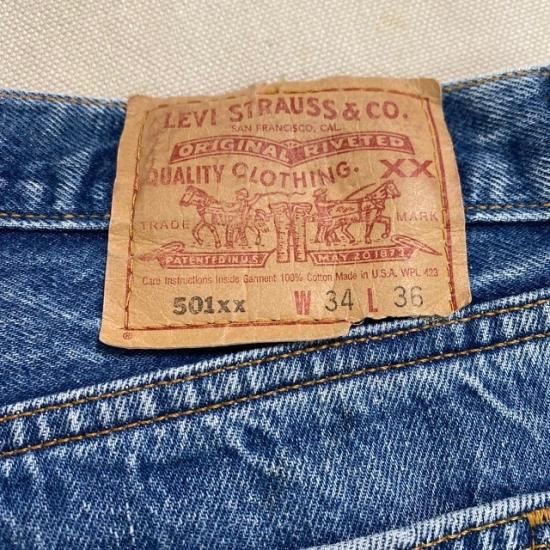 LEVI STRAUSS & CO.
SAN FRANCISCO, CAL.
ORIGINAL RIVETED
QUALITY CLOTHING. XX
TRADE MARK
PATENTED IN U.S. MAY 20 1873
Care Instructions Inside Garment 100% Cotton Made in U.S.A. WPL 423
501XX W 34 L 36
®